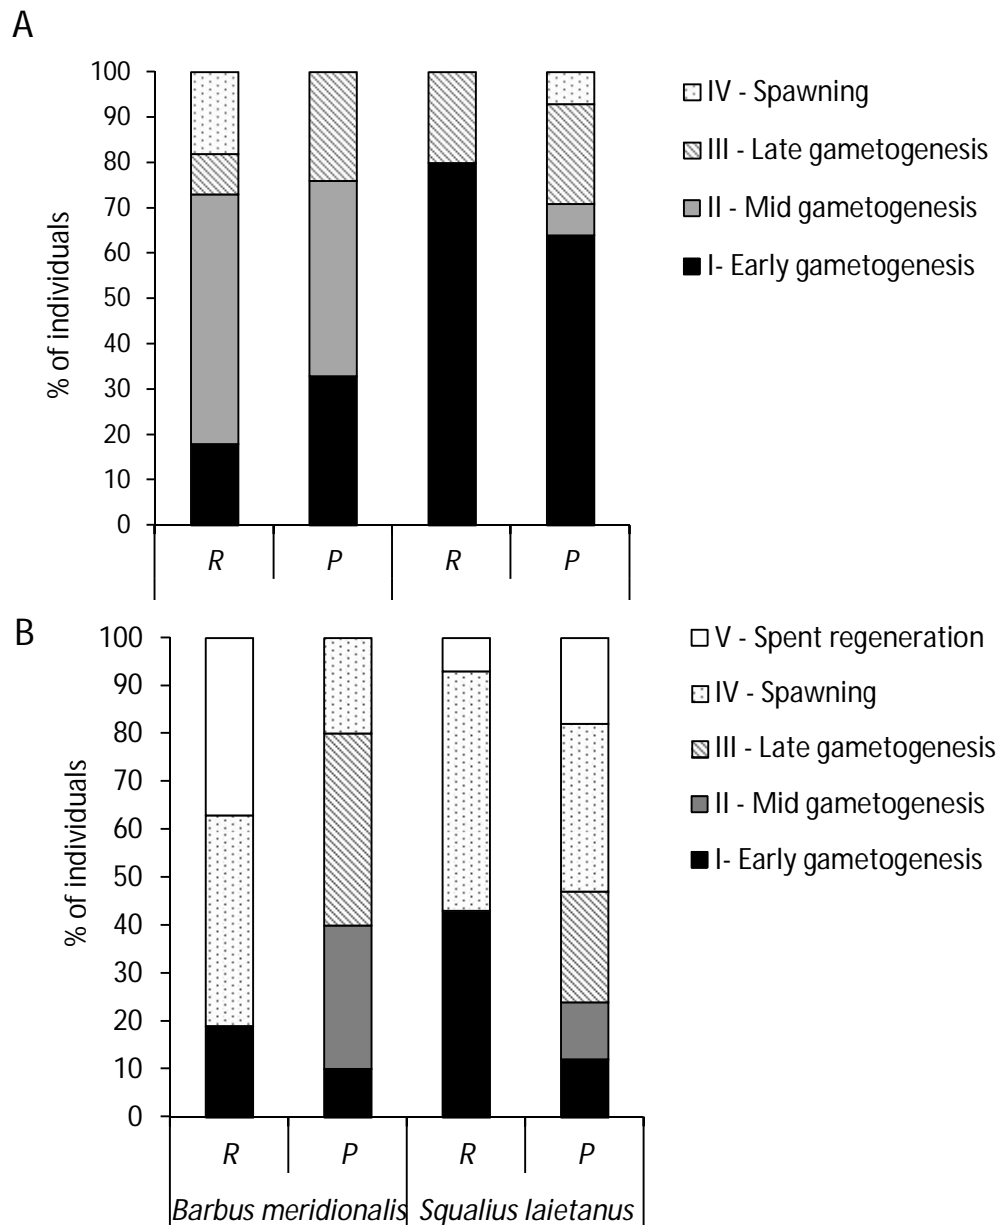 A
100
90
80
70
60
50
40
30
20
10
0
% of individuals
R P R P
IV - Spawning
III - Late gametogenesis
II - Mid gametogenesis
I- Early gametogenesis
B
100
90
80
70
60
50
40
30
20
10
0
% of individuals
R P R P
Barbus meridionalis Squalius laietanus
V - Spent regeneration
IV - Spawning
III - Late gametogenesis
II - Mid gametogenesis
I- Early gametogenesis